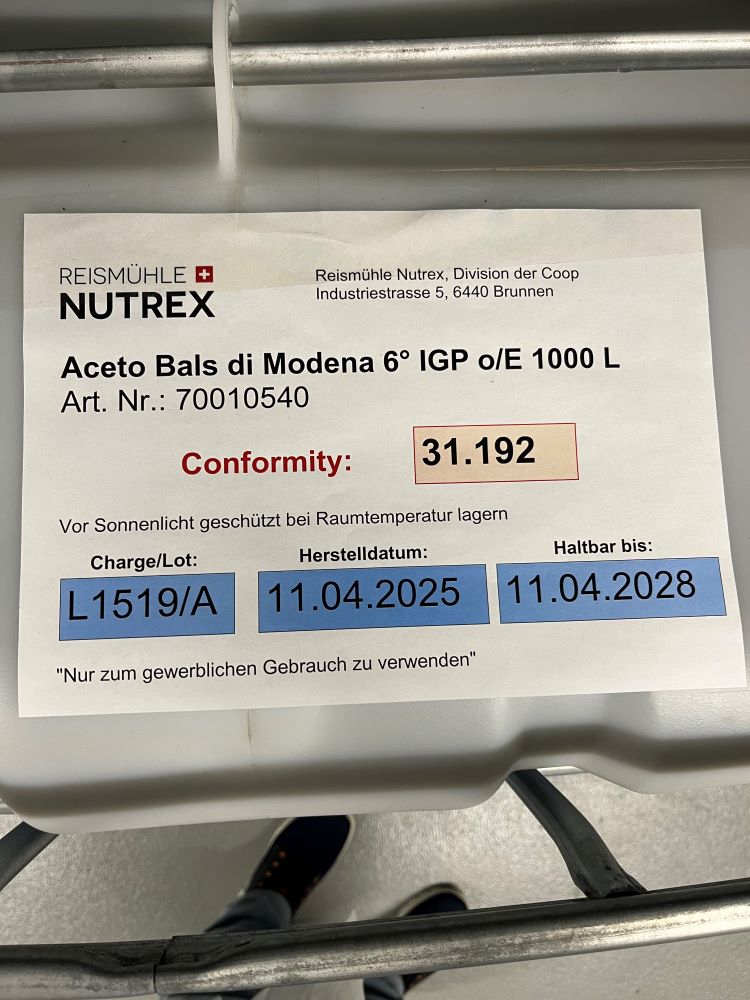 REISMÜHLE
NUTREX
Reismühle Nutrex, Division der Coop
Industriestrasse 5, 6440 Brunnen
Aceto Bals di Modena 6° IGP o/E 1000 L
Art. Nr.: 70010540
Conformity: 31.192
Vor Sonnenlicht geschützt bei Raumtemperatur lagern
Charge/Lot: Herstelldatum: Haltbar bis:
L1519/A 11.04.2025 11.04.2028
"Nur zum gewerblichen Gebrauch zu verwenden"